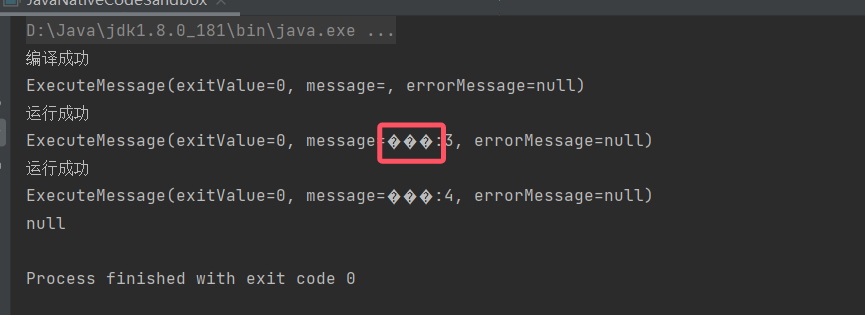 JavaNativeCodeSandbox
D:\Java\jdk1.8.0_181\bin\java.exe ...
编译成功
ExecuteMessage(exitValue=0, message=, errorMessage=null)
运行成功
ExecuteMessage(exitValue=0, message=���:3, errorMessage=null)
运行成功
ExecuteMessage(exitValue=0, message=���:4, errorMessage=null)
null
Process finished with exit code 0